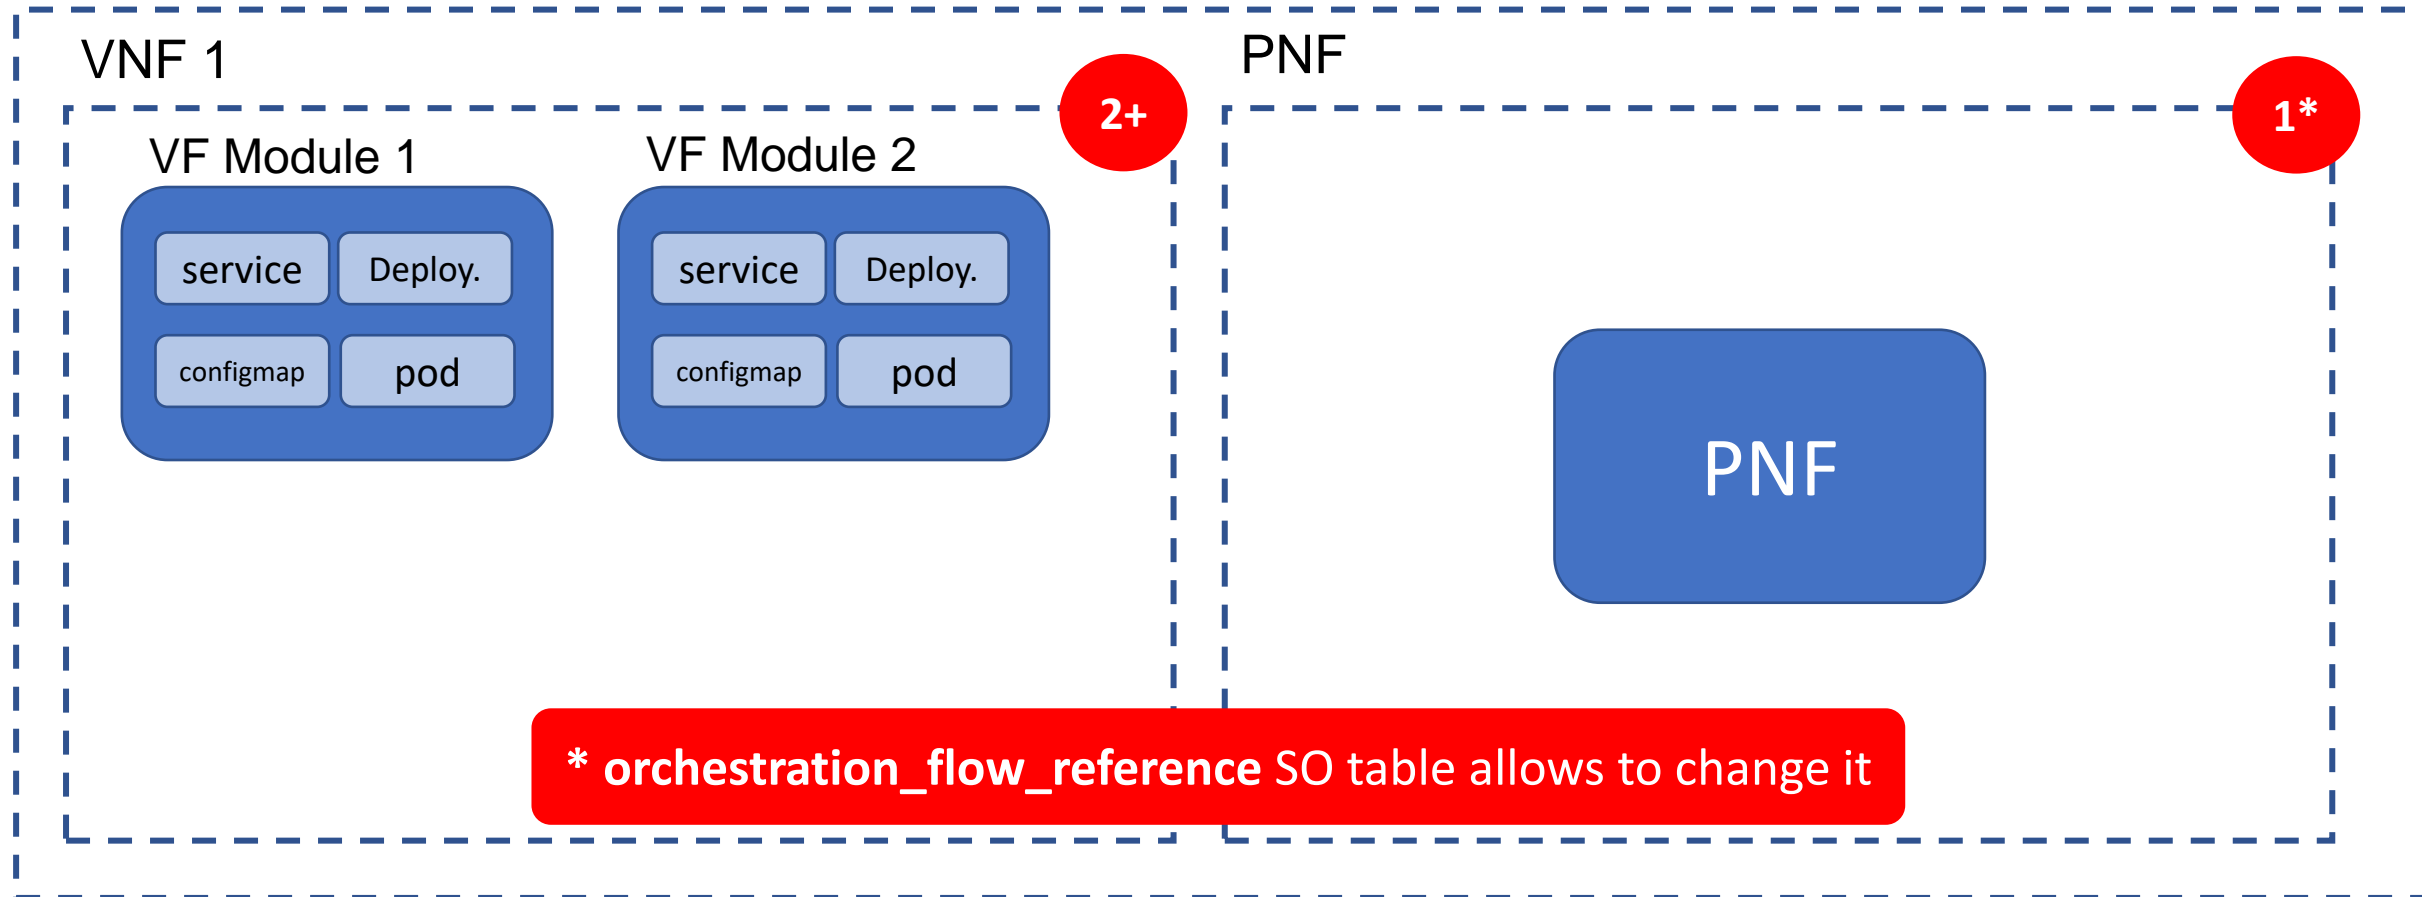 VNF 1
PNF
2+
1*
VF Module 1
VF Module 2
service
Deploy.
configmap
pod
service
Deploy.
configmap
pod
PNF
* orchestration_flow_reference SO table allows to change it